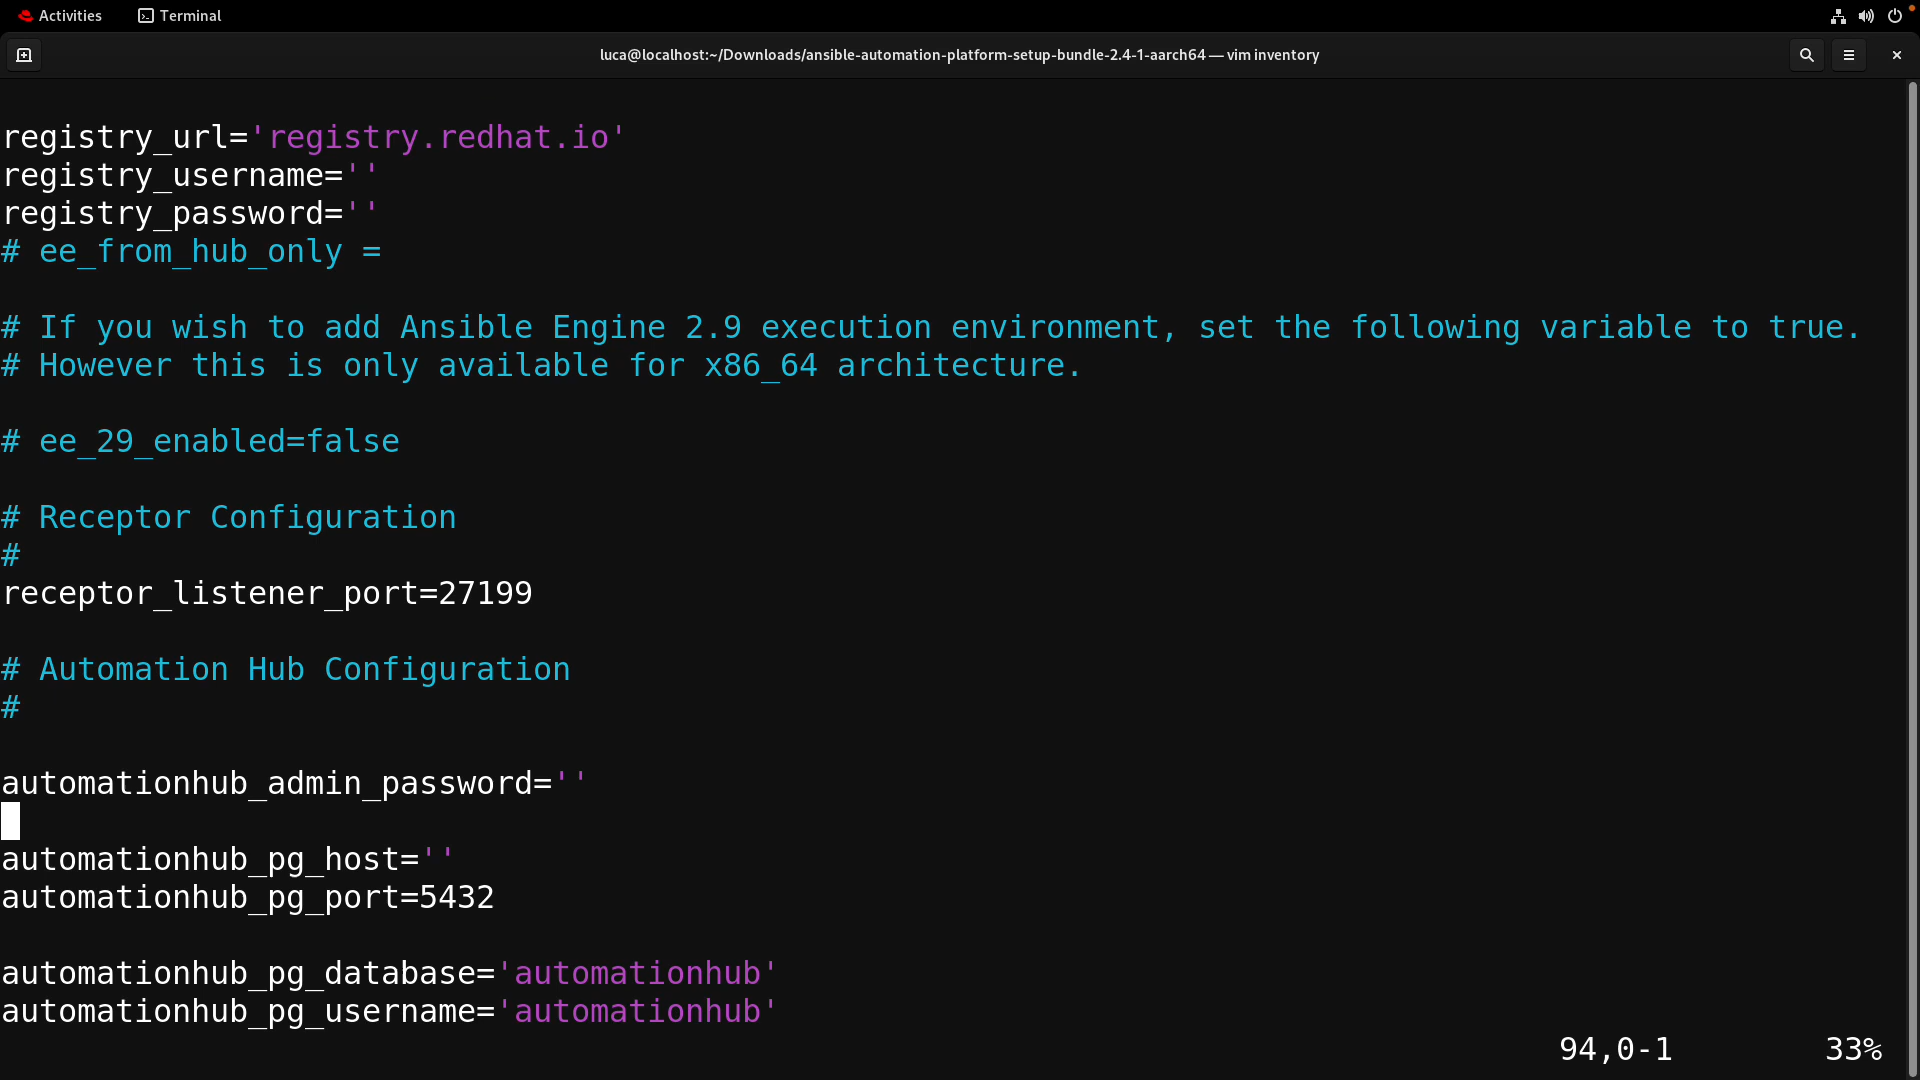 Activities
Terminal
luca@localhost:~/Downloads/ansible-automation-platform-setup-bundle-2.4-1-aarch64 — vim inventory
registry_url='registry.redhat.io'
registry_username=''
registry_password=''
# ee_from_hub_only =
# If you wish to add Ansible Engine 2.9 execution environment, set the following variable to true.
# However this is only available for x86_64 architecture.
# ee_29_enabled=false
# Receptor Configuration
#
receptor_listener_port=27199
# Automation Hub Configuration
#
automationhub_admin_password=''
automationhub_pg_host=''
automationhub_pg_port=5432
automationhub_pg_database='automationhub'
automationhub_pg_username='automationhub'
94,0-1 33%